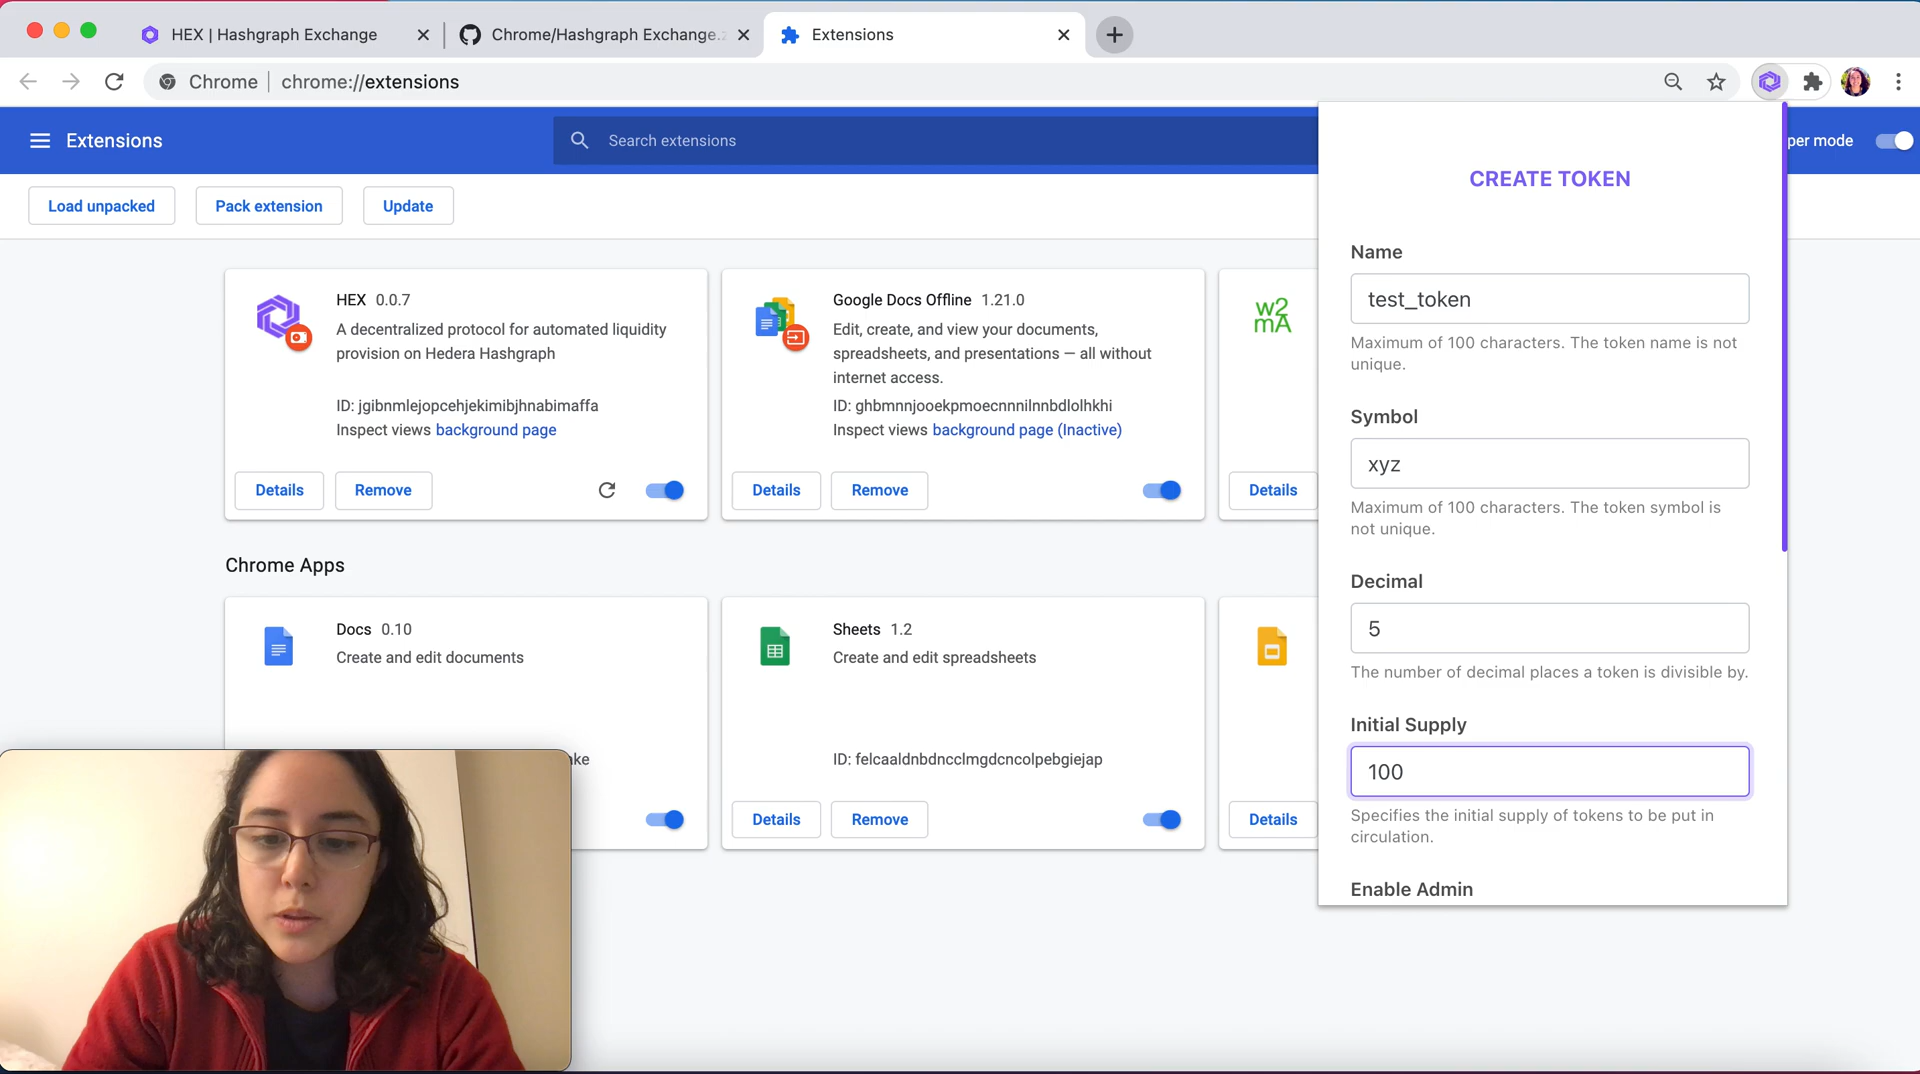 HEX | Hashgraph Exchange
Chrome/Hashgraph Exchange.z
Extensions
Chrome
chrome://extensions
Extensions
Search extensions
per mode
Load unpacked
Pack extension
Update
HEX 0.0.7
A decentralized protocol for automated liquidity
provision on Hedera Hashgraph
ID: jgibnmlejopcehjekimibjhnabimaffa
Inspect views background page
Details
Remove
Google Docs Offline 1.21.0
Edit, create, and view your documents,
spreadsheets, and presentations — all without
internet access.
ID: ghbmnnjooekpmoecnnnilnnbdlolhkhi
Inspect views background page (Inactive)
Details
Remove
w2
mA
Details
Chrome Apps
Docs 0.10
Create and edit documents
ke
Sheets 1.2
Create and edit spreadsheets
ID: felcaaldnbdncclmgdcncolpebgiejap
Details
Remove
Details
CREATE TOKEN
Name
test_token
Maximum of 100 characters. The token name is not
unique.
Symbol
xyz
Maximum of 100 characters. The token symbol is
not unique.
Decimal
5
The number of decimal places a token is divisible by.
Initial Supply
100
Specifies the initial supply of tokens to be put in
circulation.
Enable Admin